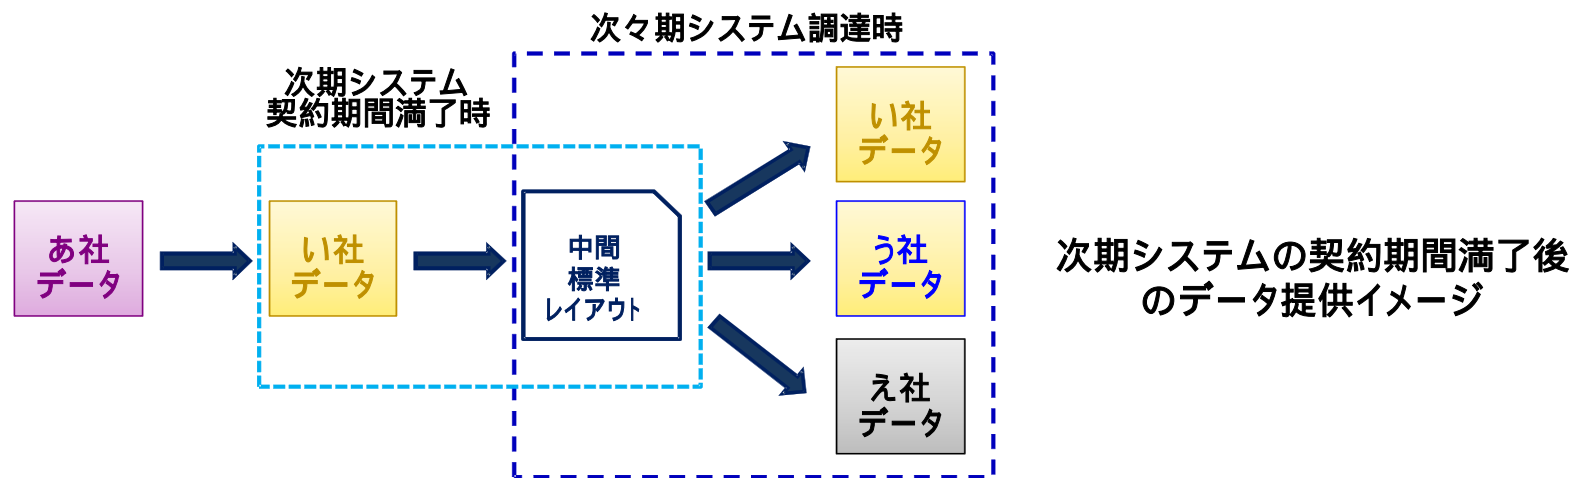 次々期システム調達時
次期システム
契約期間満了時
あ社
データ
い社
データ
中間
標準
レイアウト
い社
データ
う社
データ
え社
データ
次期システムの契約期間満了後
のデータ提供イメージ